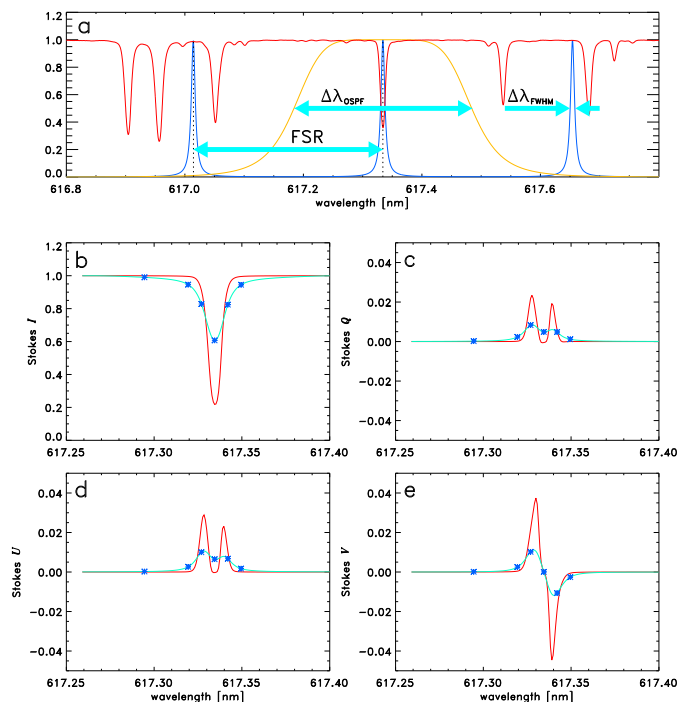 a
1.0
0.8
0.6
0.4
0.2
0.0
ΔλOSPF
ΔλFWHM
FSR
616.8 617.0 617.2 617.4 617.6
wavelength [nm]
b
1.2
1.0
0.8
0.6
0.4
0.2
0.0
Stokes I
617.25 617.30 617.35 617.40
c
0.04
0.02
0.00
−0.02
−0.04
Stokes Q
617.25 617.30 617.35 617.40
d
0.04
0.02
0.00
−0.02
−0.04
Stokes U
617.25 617.30 617.35 617.40
wavelength [nm]
e
0.04
0.02
0.00
−0.02
−0.04
Stokes V
617.25 617.30 617.35 617.40
wavelength [nm]